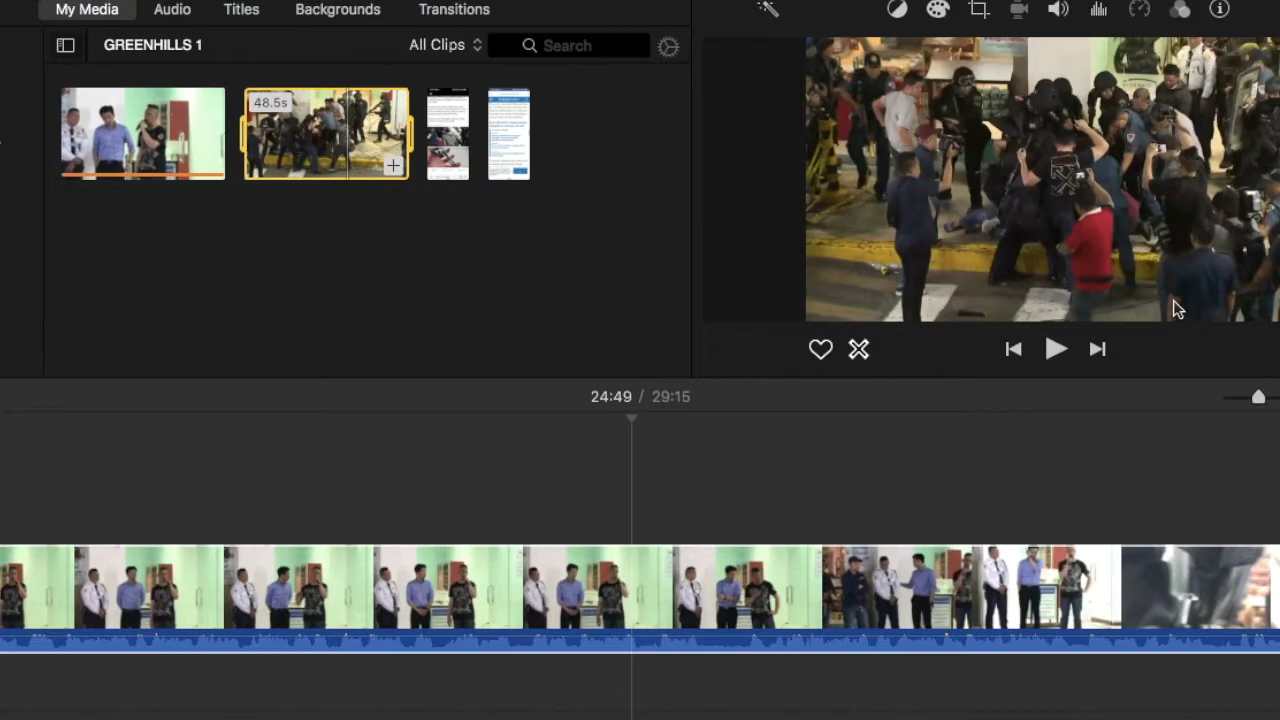 My Media Audio Titles Backgrounds Transitions
GREENHILLS 1 All Clips Search
48.5s
24:49 / 29:15